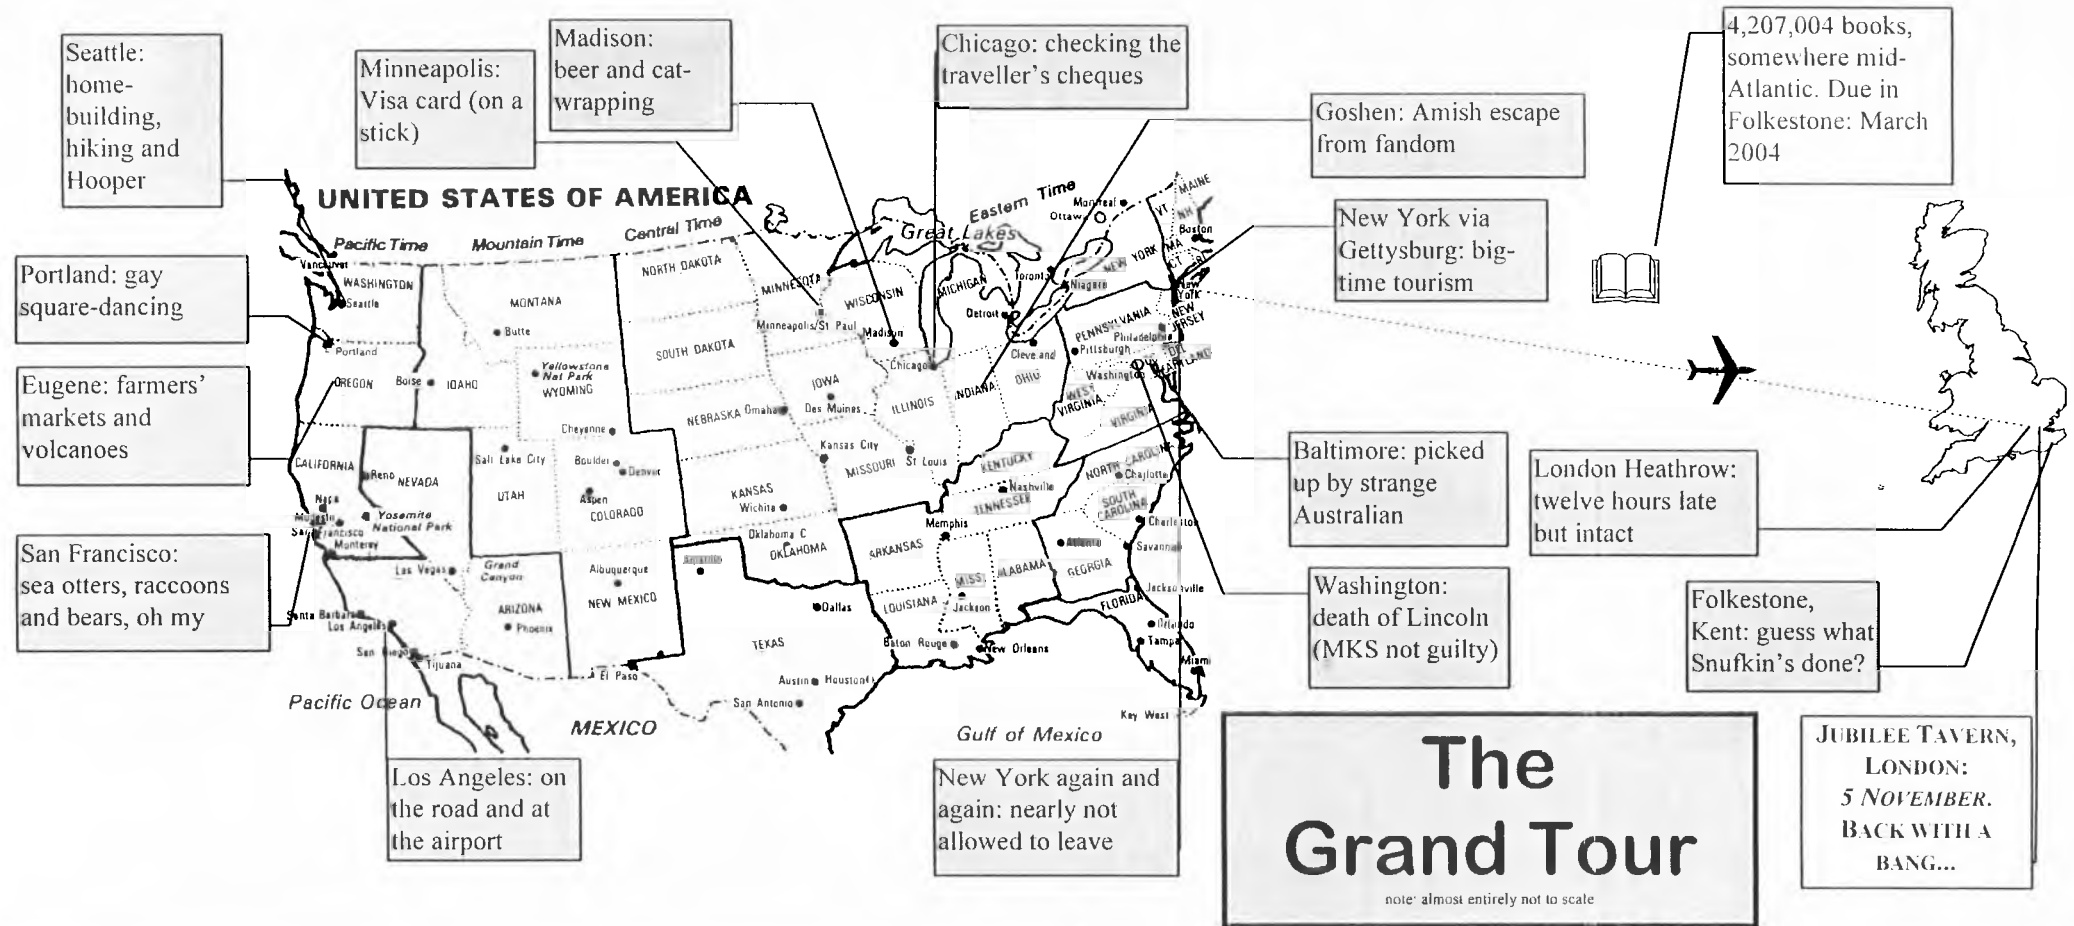 Seattle:
home-
building,
hiking and
Hooper
Minneapolis:
Visa card (on a
stick)
Madison:
beer and cat-
wrapping
Chicago: checking the
traveller's cheques
Goshen: Amish escape
from fandom
4,207,004 books,
somewhere mid-
Atlantic. Due in
Folkestone: March
2004
New York via
Gettysburg: big-
time tourism
Portland: gay
square-dancing
Eugene: farmers'
markets and
volcanoes
San Francisco:
sea otters, raccoons
and bears, oh my
Baltimore: picked
up by strange
Australian
London Heathrow:
twelve hours late
but intact
Washington:
death of Lincoln
(MKS not guilty)
Folkestone,
Kent: guess what
Snufkin's done?
Los Angeles: on
the road and at
the airport
New York again and
again: nearly not
allowed to leave
The
Grand Tour
note: almost entirely not to scale
JUBILEE TAVERN,
LONDON:
5 NOVEMBER.
BACK WITH A
BANG...
UNITED STATES OF AMERICA
Pacific Time
Mountain Time
Central Time
Eastern Time
Great Lakes
Montreal
Ottawa
MAINE
VT
NH
Boston
MA
CT
RI
Vancouver
WASHINGTON
Seattle
MONTANA
NORTH DAKOTA
MINNESOTA
WISCONSIN
MICHIGAN
Toronto
NEW YORK
Niagara
New
York
NEW
JERSEY
Butte
Minneapolis/St Paul
Madison
Detroit
PENNSYLVANIA
Philadelphia
Portland
OREGON
Boise
IDAHO
Yellowstone
Nat Park
WYOMING
SOUTH DAKOTA
IOWA
Chicago
Cleveland
Pittsburgh
DEL
MARYLAND
Washington
INDIANA
OHIO
WEST
VIRGINIA
VIRGINIA
NEBRASKA
Omaha
Des Moines
ILLINOIS
Cheyenne
Salt Lake City
Boulder
Denver
Kansas City
MISSOURI
St Louis
KENTUCKY
NORTH CAROLINA
Charlotte
CALIFORNIA
Reno
NEVADA
UTAH
Aspen
COLORADO
KANSAS
Wichita
Nashville
TENNESSEE
SOUTH
CAROLINA
Napa
Modesto
San Francisco
Monterey
Yosemite
National Park
Memphis
Charleston
Oklahoma C
OKLAHOMA
ARKANSAS
Atlanta
Savannah
Las Vegas
Grand
Canyon
Albuquerque
Amarillo
MISS
ALABAMA
GEORGIA
Santa Barbara
Los Angeles
ARIZONA
Phoenix
NEW MEXICO
Dallas
LOUISIANA
Jackson
Jacksonville
FLORIDA
Orlando
Tampa
San Diego
Tijuana
TEXAS
Baton Rouge
New Orleans
Miami
El Paso
Austin
Houston
San Antonio
Key West
Pacific Ocean
MEXICO
Gulf of Mexico